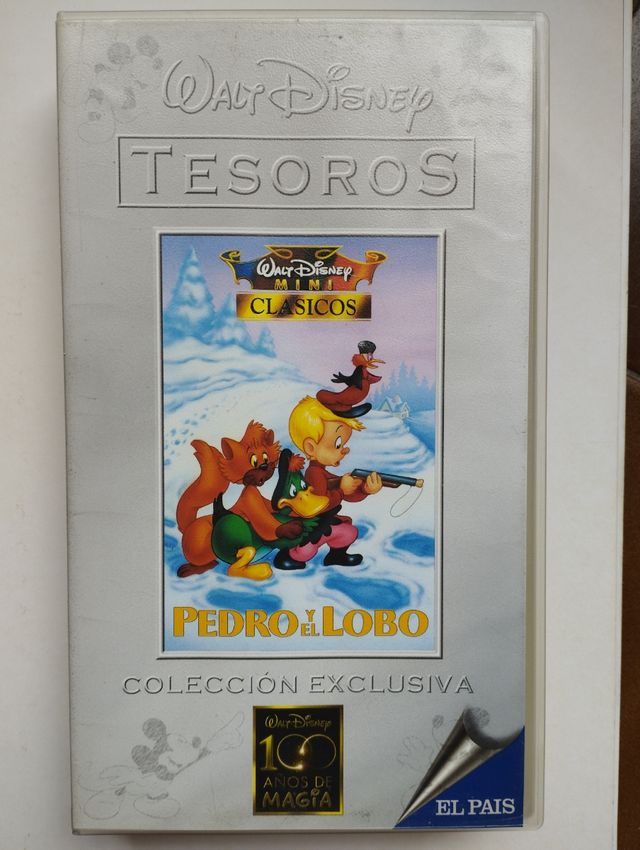 WALT DISNEY
TESOROS
WALT DISNEY
MINI
CLASICOS
PEDRO Y EL LOBO
COLECCIÓN EXCLUSIVA
WALT DISNEY
100
AÑOS DE
MAGIA
EL PAIS